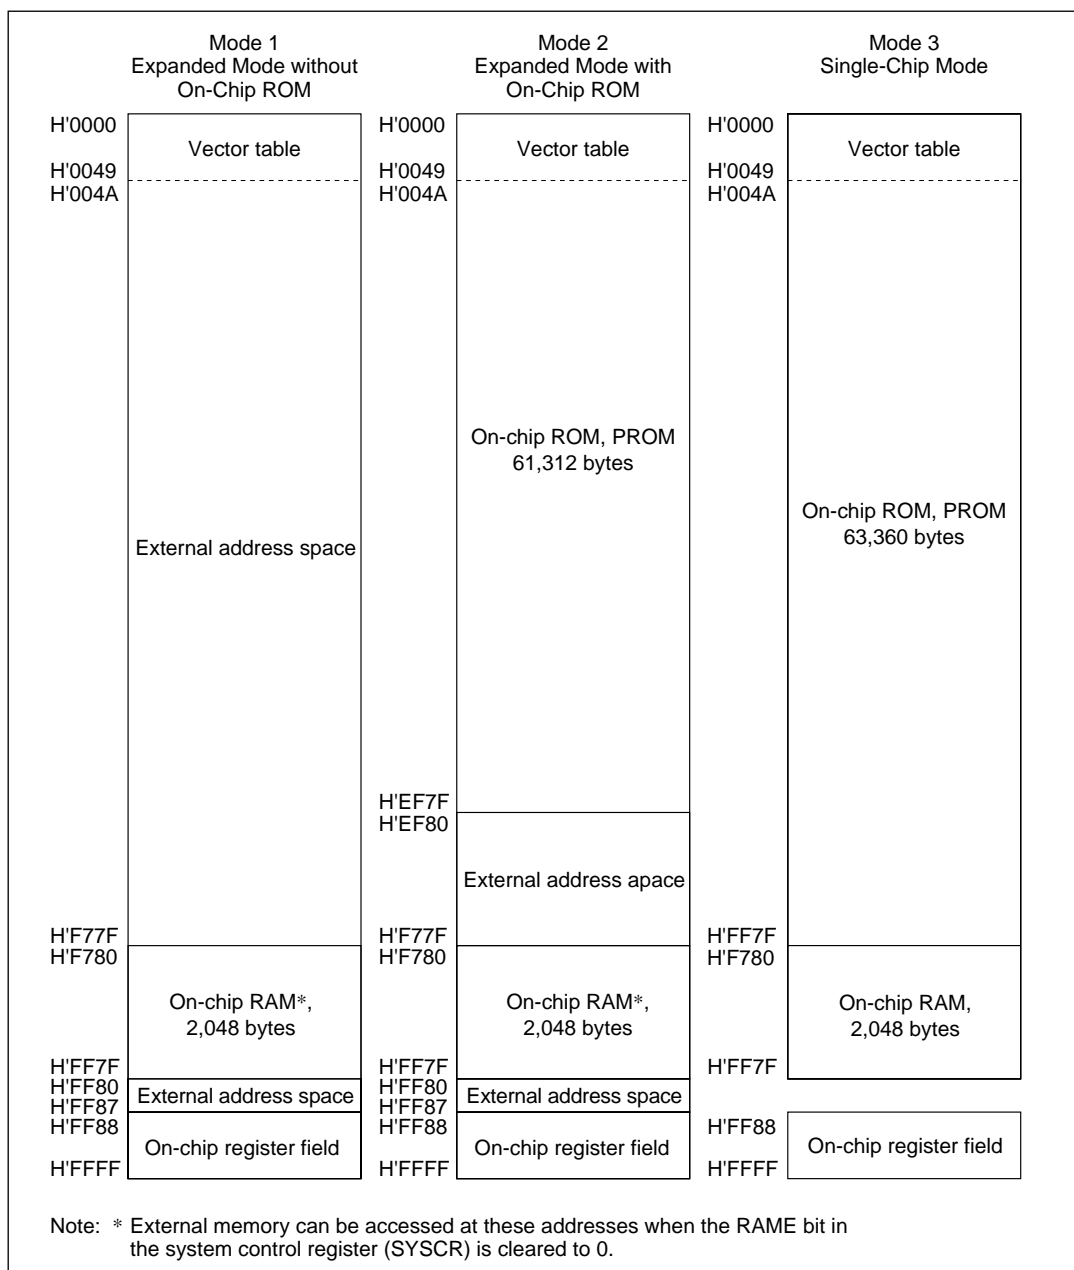 Mode 1
Expanded Mode without
On-Chip ROM
H'0000
Vector table
H'0049
H'004A
External address space
H'F77F
H'F780
On-chip RAM*,
2,048 bytes
H'FF7F
H'FF80
External address space
H'FF87
H'FF88
On-chip register field
H'FFFF
Mode 2
Expanded Mode with
On-Chip ROM
H'0000
Vector table
H'0049
H'004A
On-chip ROM, PROM
61,312 bytes
H'EF7F
H'EF80
External address apace
H'F77F
H'F780
On-chip RAM*,
2,048 bytes
H'FF7F
H'FF80
External address space
H'FF87
H'FF88
On-chip register field
H'FFFF
Mode 3
Single-Chip Mode
H'0000
Vector table
H'0049
H'004A
On-chip ROM, PROM
63,360 bytes
H'FF7F
H'F780
On-chip RAM,
2,048 bytes
H'FF7F
H'FF88
On-chip register field
H'FFFF
Note: * External memory can be accessed at these addresses when the RAME bit in
the system control register (SYSCR) is cleared to 0.